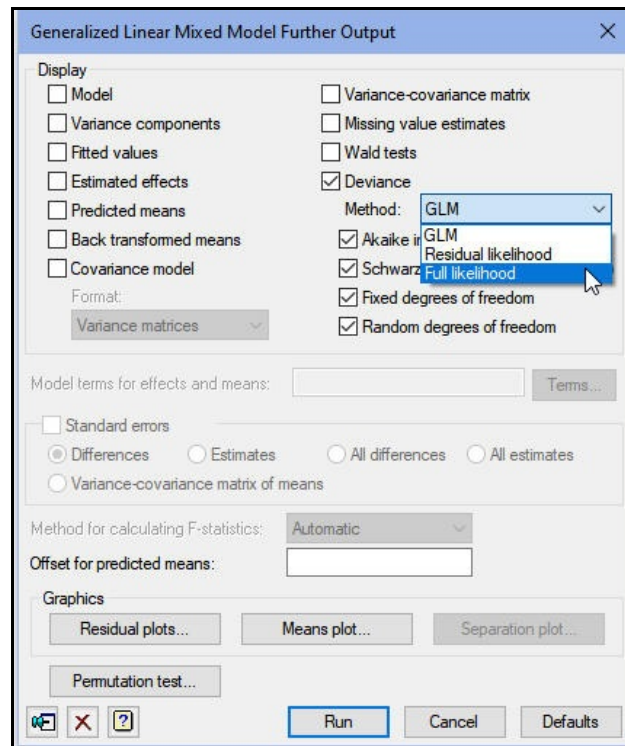 Generalized Linear Mixed Model Further Output
Display
Model
Variance components
Fitted values
Estimated effects
Predicted means
Back transformed means
Covariance model
Format:
Variance matrices
Variance-covariance matrix
Missing value estimates
Wald tests
Deviance
Method: GLM
GLM
Residual likelihood
Full likelihood
Akaike
Schwarz
Fixed degrees of freedom
Random degrees of freedom
Model terms for effects and means:
Terms...
Standard errors
Differences Estimates All differences All estimates
Variance-covariance matrix of means
Method for calculating F-statistics: Automatic
Offset for predicted means:
Graphics
Residual plots... Means plot... Separation plot...
Permutation test...
Run Cancel Defaults